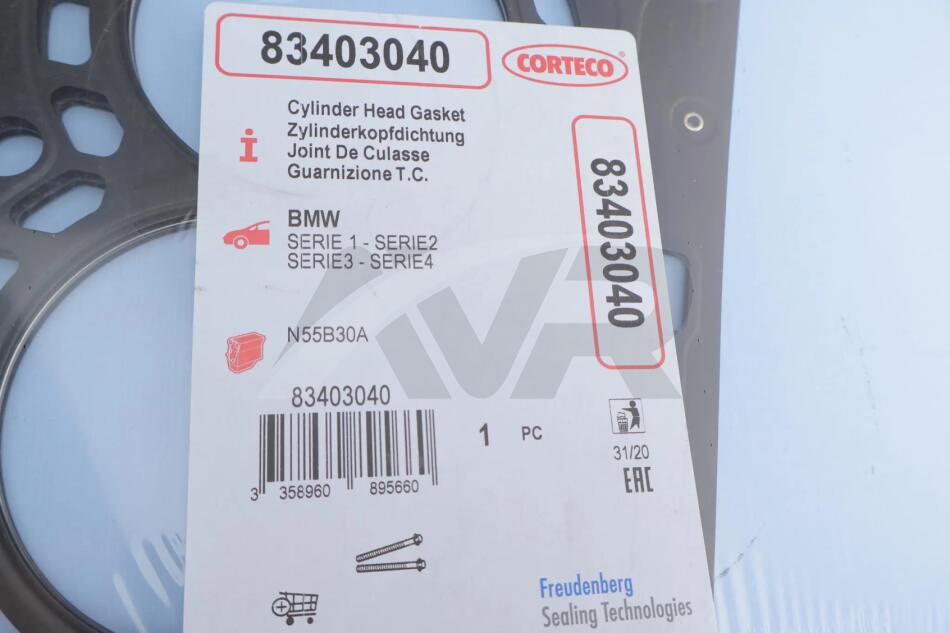 83403040
CORTECO®
Cylinder Head Gasket
Zylinderkopfdichtung
Joint De Culasse
Guarnizione T.C.
83403040
BMW
SERIE 1 - SERIE2
SERIE3 - SERIE4
N55B30A
83403040
3 358960 895660
1 PC
31/20
EAC
Freudenberg
Sealing Technologies